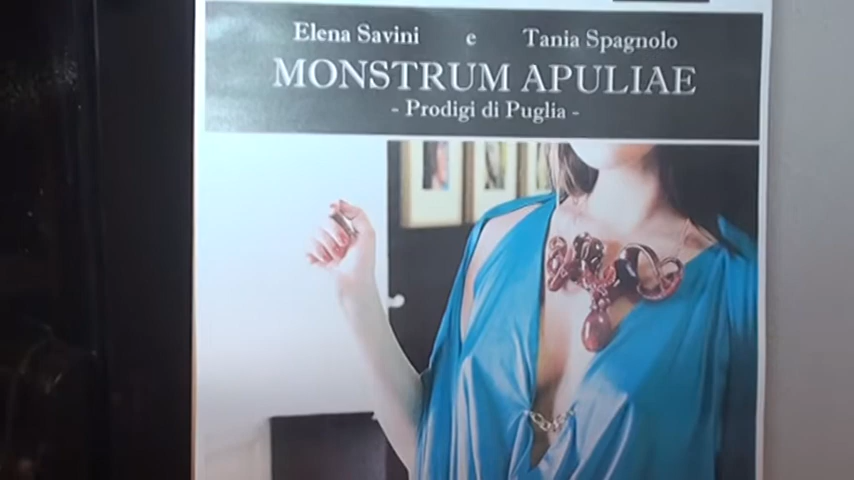 Elena Savini e Tania Spagnolo
MONSTRUM APULIAE
- Prodigi di Puglia -